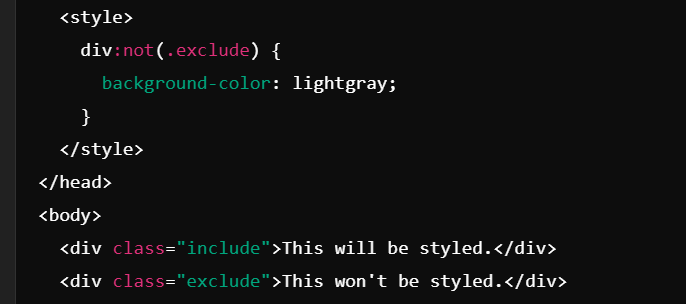 <style>
div:not(.exclude) {
background-color: lightgray;
}
</style>
</head>
<body>
<div class="include">This will be styled.</div>
<div class="exclude">This won't be styled.</div>